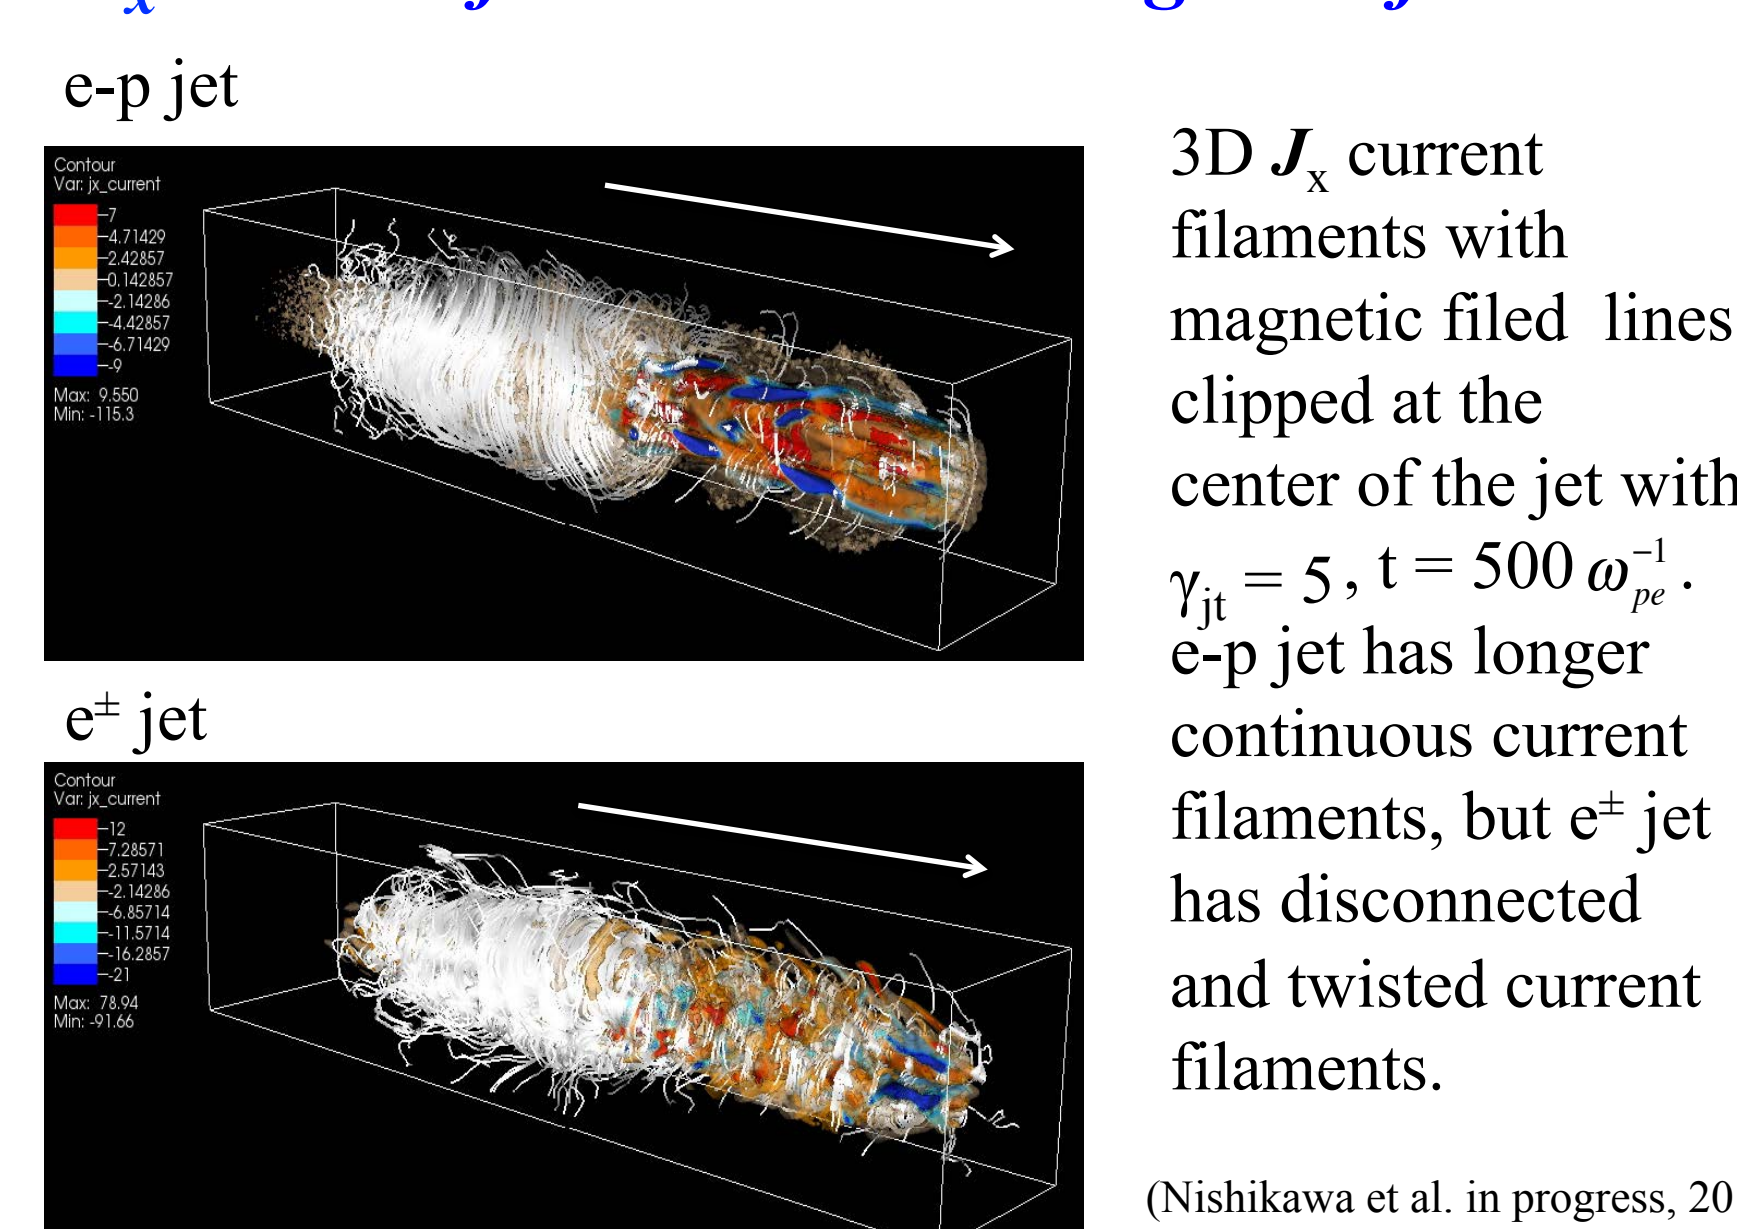 e-p jet
Contour
Var: jx_current
7
4.71429
2.42857
0.142857
-2.14286
-4.42857
-6.71429
-9
Max: 9.550
Min: -115.3
e± jet
Contour
Var: jx_current
12
7.28571
2.57143
-2.14286
-6.85714
-11.5714
-16.2857
-21
Max: 78.94
Min: -91.66
3D Jx current
filaments with
magnetic filed lines
clipped at the
center of the jet with
γjt = 5, t = 500 ωpe⁻¹.
e-p jet has longer
continuous current
filaments, but e± jet
has disconnected
and twisted current
filaments.
(Nishikawa et al. in progress, 20